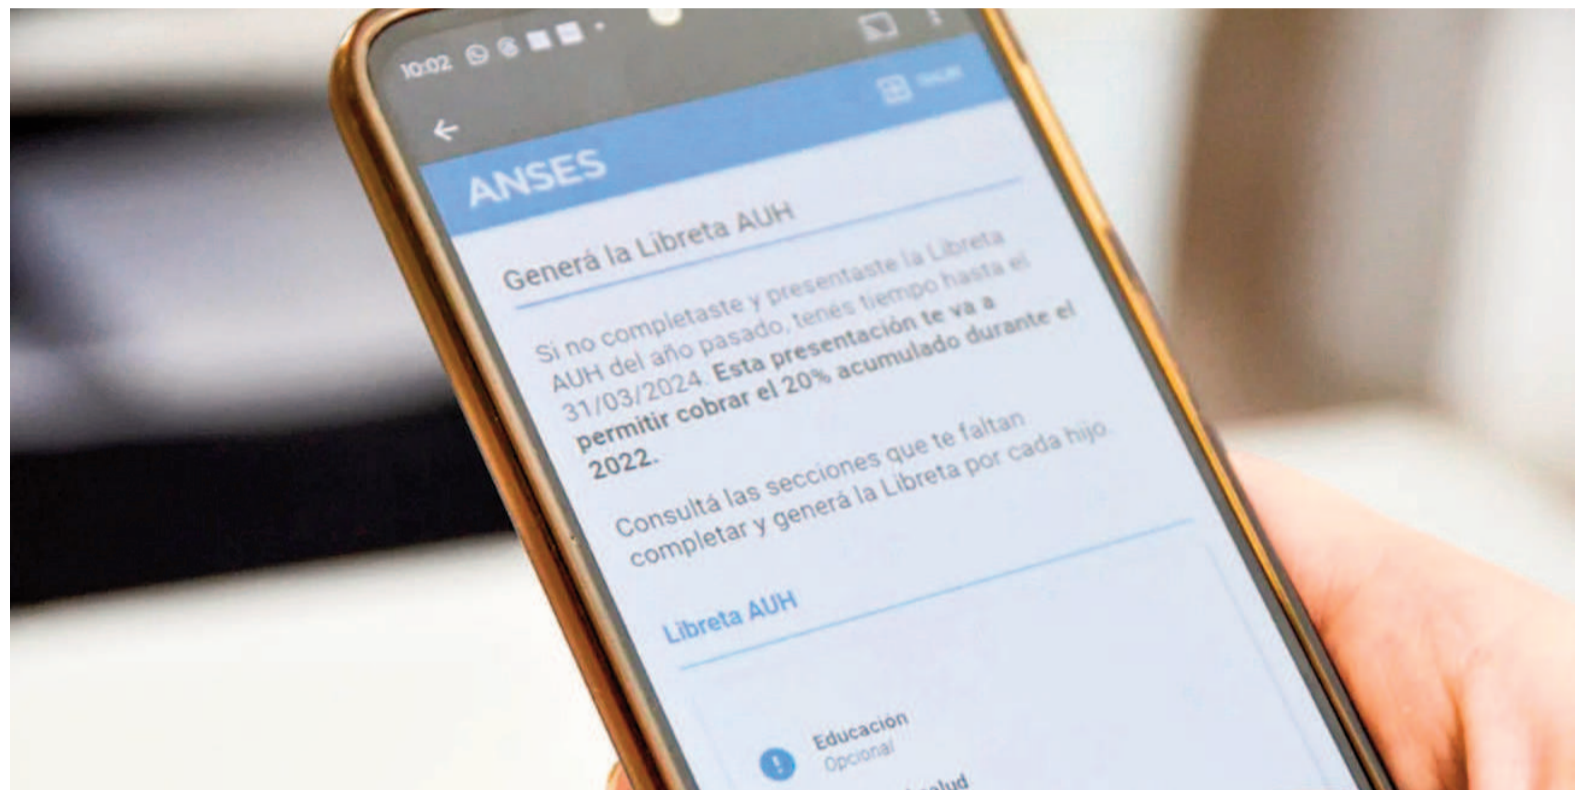 10:02
ANSES
Generá la Libreta AUH
Si no completaste y presentaste la Libreta
AUH del año pasado, tenés tiempo hasta el
31/03/2024. Esta presentación te va a
permitir cobrar el 20% acumulado durante el
2022.
Consultá las secciones que te faltan
completar y generá la Libreta por cada hijo.
Libreta AUH
Educación
Opcional